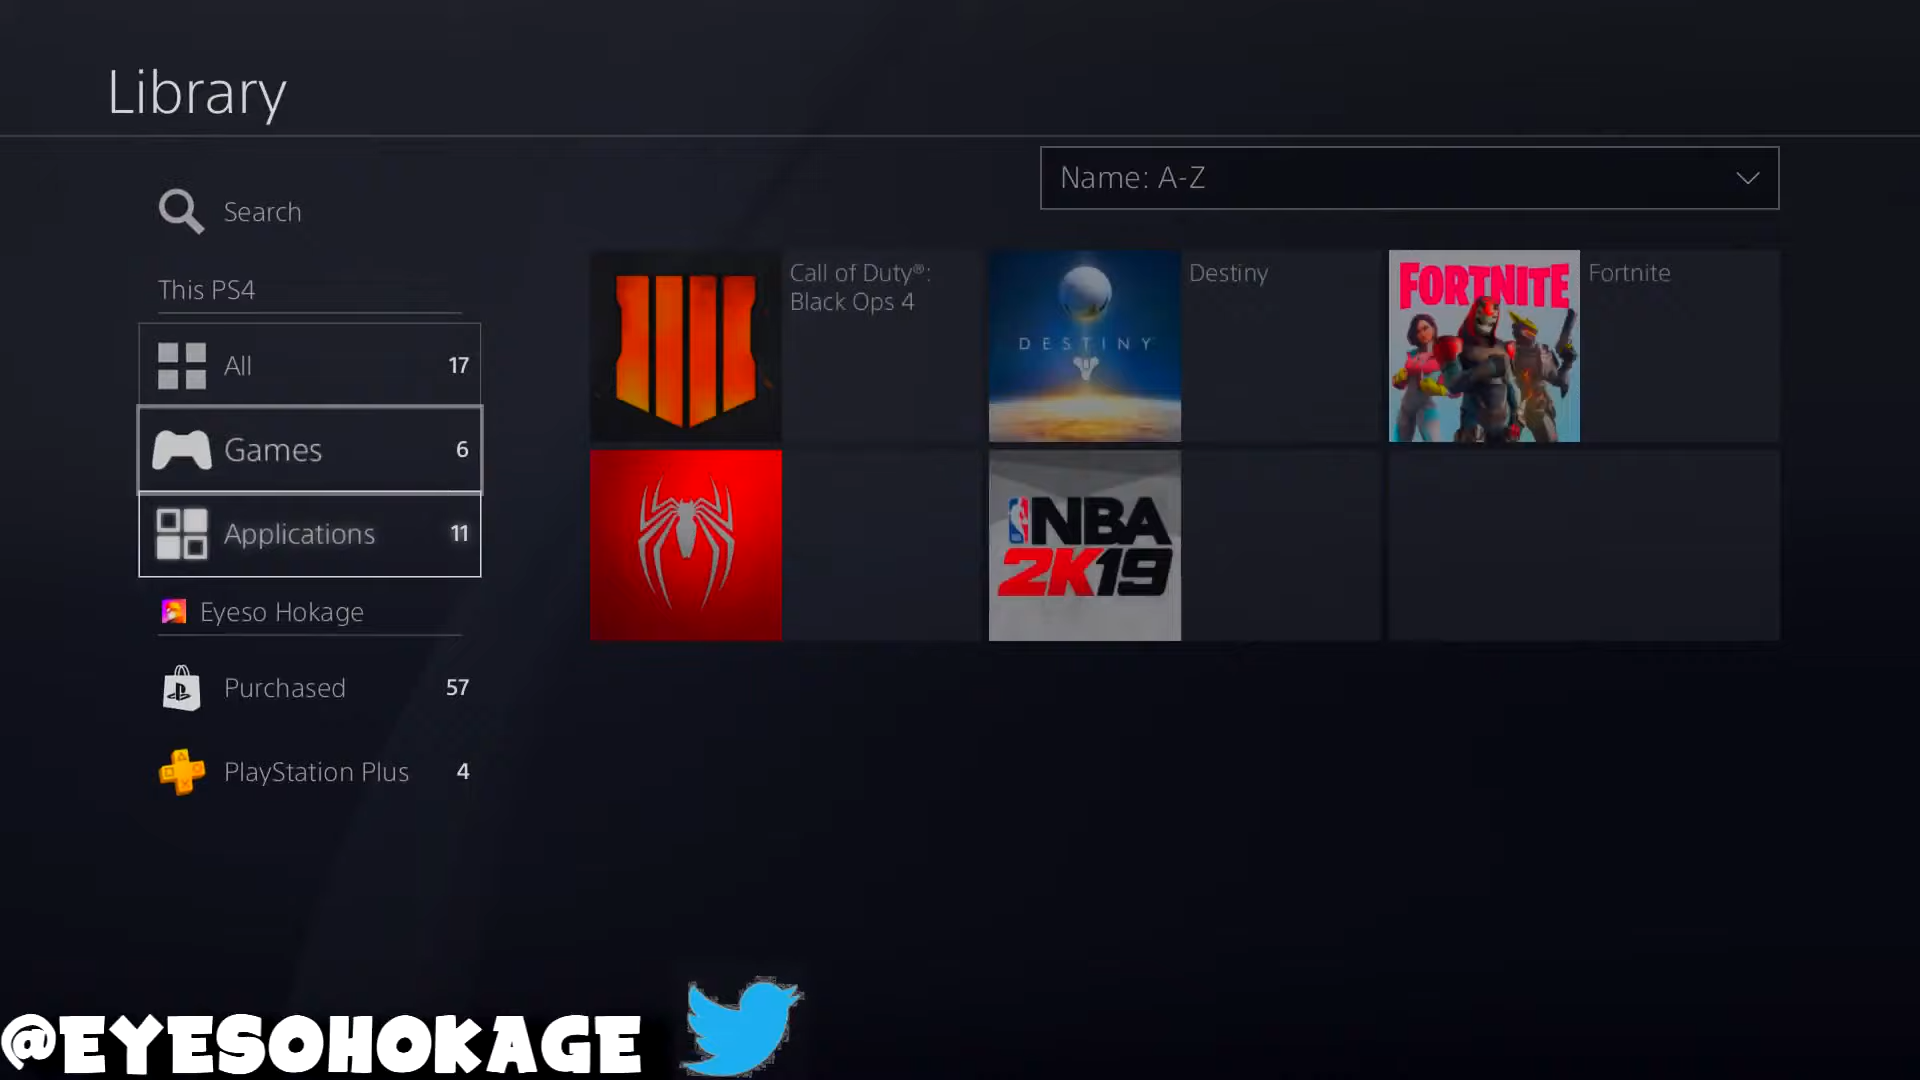 Library
Name: A-Z
Search
This PS4
All 17
Games 6
Applications 11
Eyeso Hokage
Purchased 57
PlayStation Plus 4
Call of Duty®:
Black Ops 4
DESTINY
Destiny
FORTNITE
Fortnite
NBA
2K19
@EYESOHOKAGE